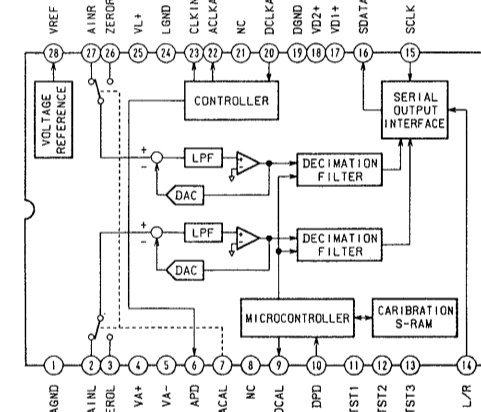 VREF
AINR
ZEROR
VL+
LGND
CLKIN
ACLKA
NC
DCLKA
DGND
VD2+
VD1+
SDATA
SCLK
28 27 26 25 24 23 22 21 20 19 18 17 16 15
VOLTAGE REFERENCE
CONTROLLER
SERIAL
OUTPUT
INTERFACE
+
−
LPF
+
−
DECIMATION
FILTER
DAC
+
−
LPF
+
−
DECIMATION
FILTER
DAC
MICROCONTROLLER
CARIBRATION
S-RAM
1 2 3 4 5 6 7 8 9 10 11 12 13 14
AGND
AINL
VA+
VA-
APD
ACAL
NC
DPD
TST1
TST2
TST3
L/R